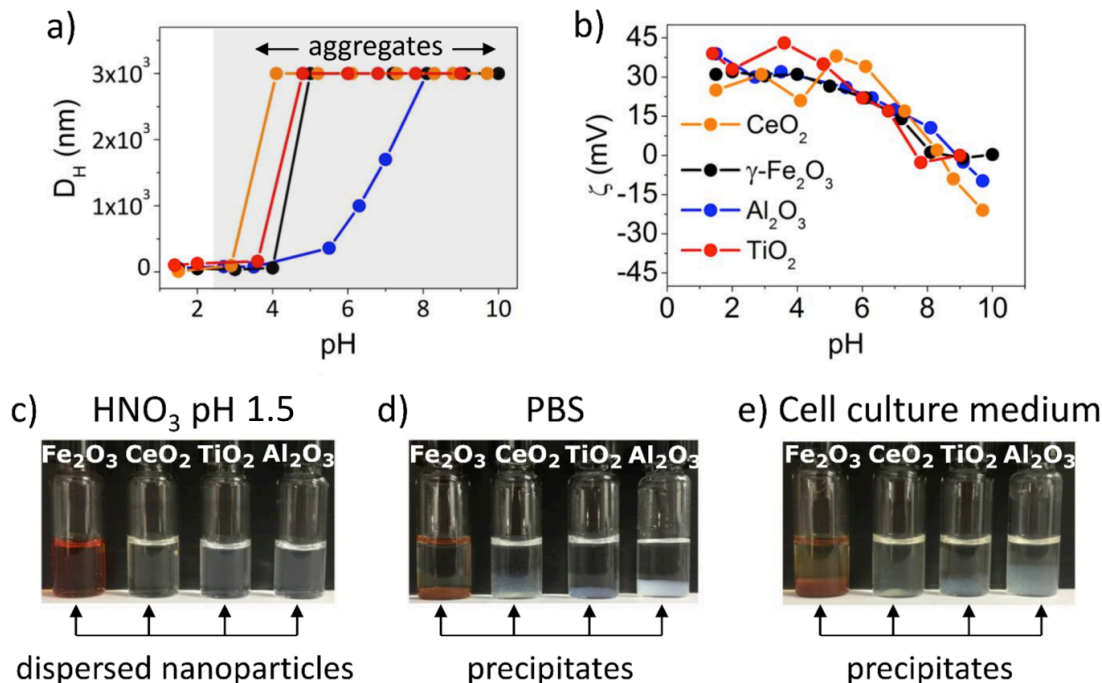 a)
aggregates
3x10³
2x10³
1x10³
0
D_H (nm)
2 4 6 8 10
pH
b)
45
30
15
0
-15
-30
-45
ζ (mV)
CeO₂
γ-Fe₂O₃
Al₂O₃
TiO₂
0 2 4 6 8 10
pH
c) HNO₃ pH 1.5
Fe₂O₃ CeO₂ TiO₂ Al₂O₃
dispersed nanoparticles
d) PBS
Fe₂O₃ CeO₂ TiO₂ Al₂O₃
precipitates
e) Cell culture medium
Fe₂O₃ CeO₂ TiO₂ Al₂O₃
precipitates